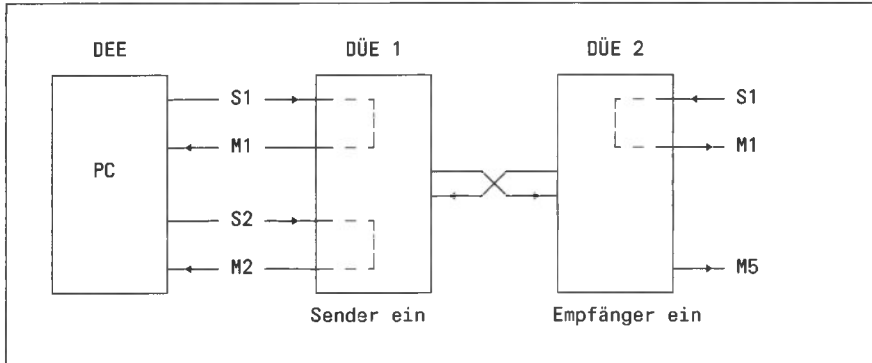 DEE DÜE 1 DÜE 2
S1 S1
M1 M1
PC
S2
M2 M5
Sender ein Empfänger ein